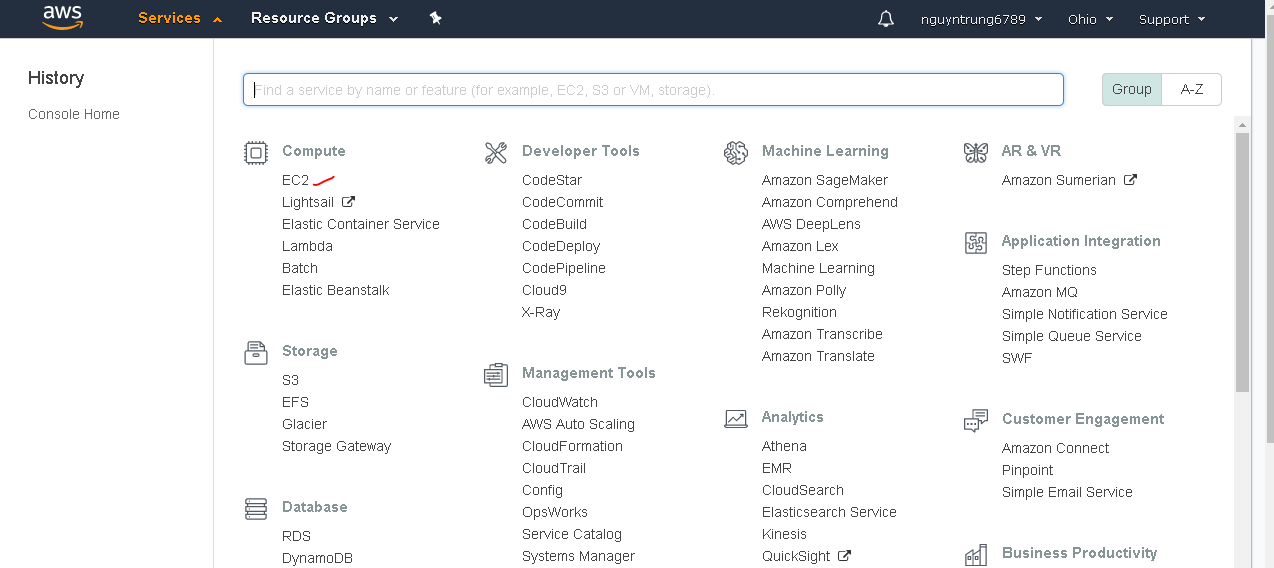 aws
Services
Resource Groups
nguyntrung6789
Ohio
Support
History
Console Home
Find a service by name or feature (for example, EC2, S3 or VM, storage).
Group
A-Z
Compute
EC2
Lightsail
Elastic Container Service
Lambda
Batch
Elastic Beanstalk
Storage
S3
EFS
Glacier
Storage Gateway
Database
RDS
DynamoDB
Developer Tools
CodeStar
CodeCommit
CodeBuild
CodeDeploy
CodePipeline
Cloud9
X-Ray
Management Tools
CloudWatch
AWS Auto Scaling
CloudFormation
CloudTrail
Config
OpsWorks
Service Catalog
Systems Manager
Machine Learning
Amazon SageMaker
Amazon Comprehend
AWS DeepLens
Amazon Lex
Machine Learning
Amazon Polly
Rekognition
Amazon Transcribe
Amazon Translate
Analytics
Athena
EMR
CloudSearch
Elasticsearch Service
Kinesis
QuickSight
AR & VR
Amazon Sumerian
Application Integration
Step Functions
Amazon MQ
Simple Notification Service
Simple Queue Service
SWF
Customer Engagement
Amazon Connect
Pinpoint
Simple Email Service
Business Productivity